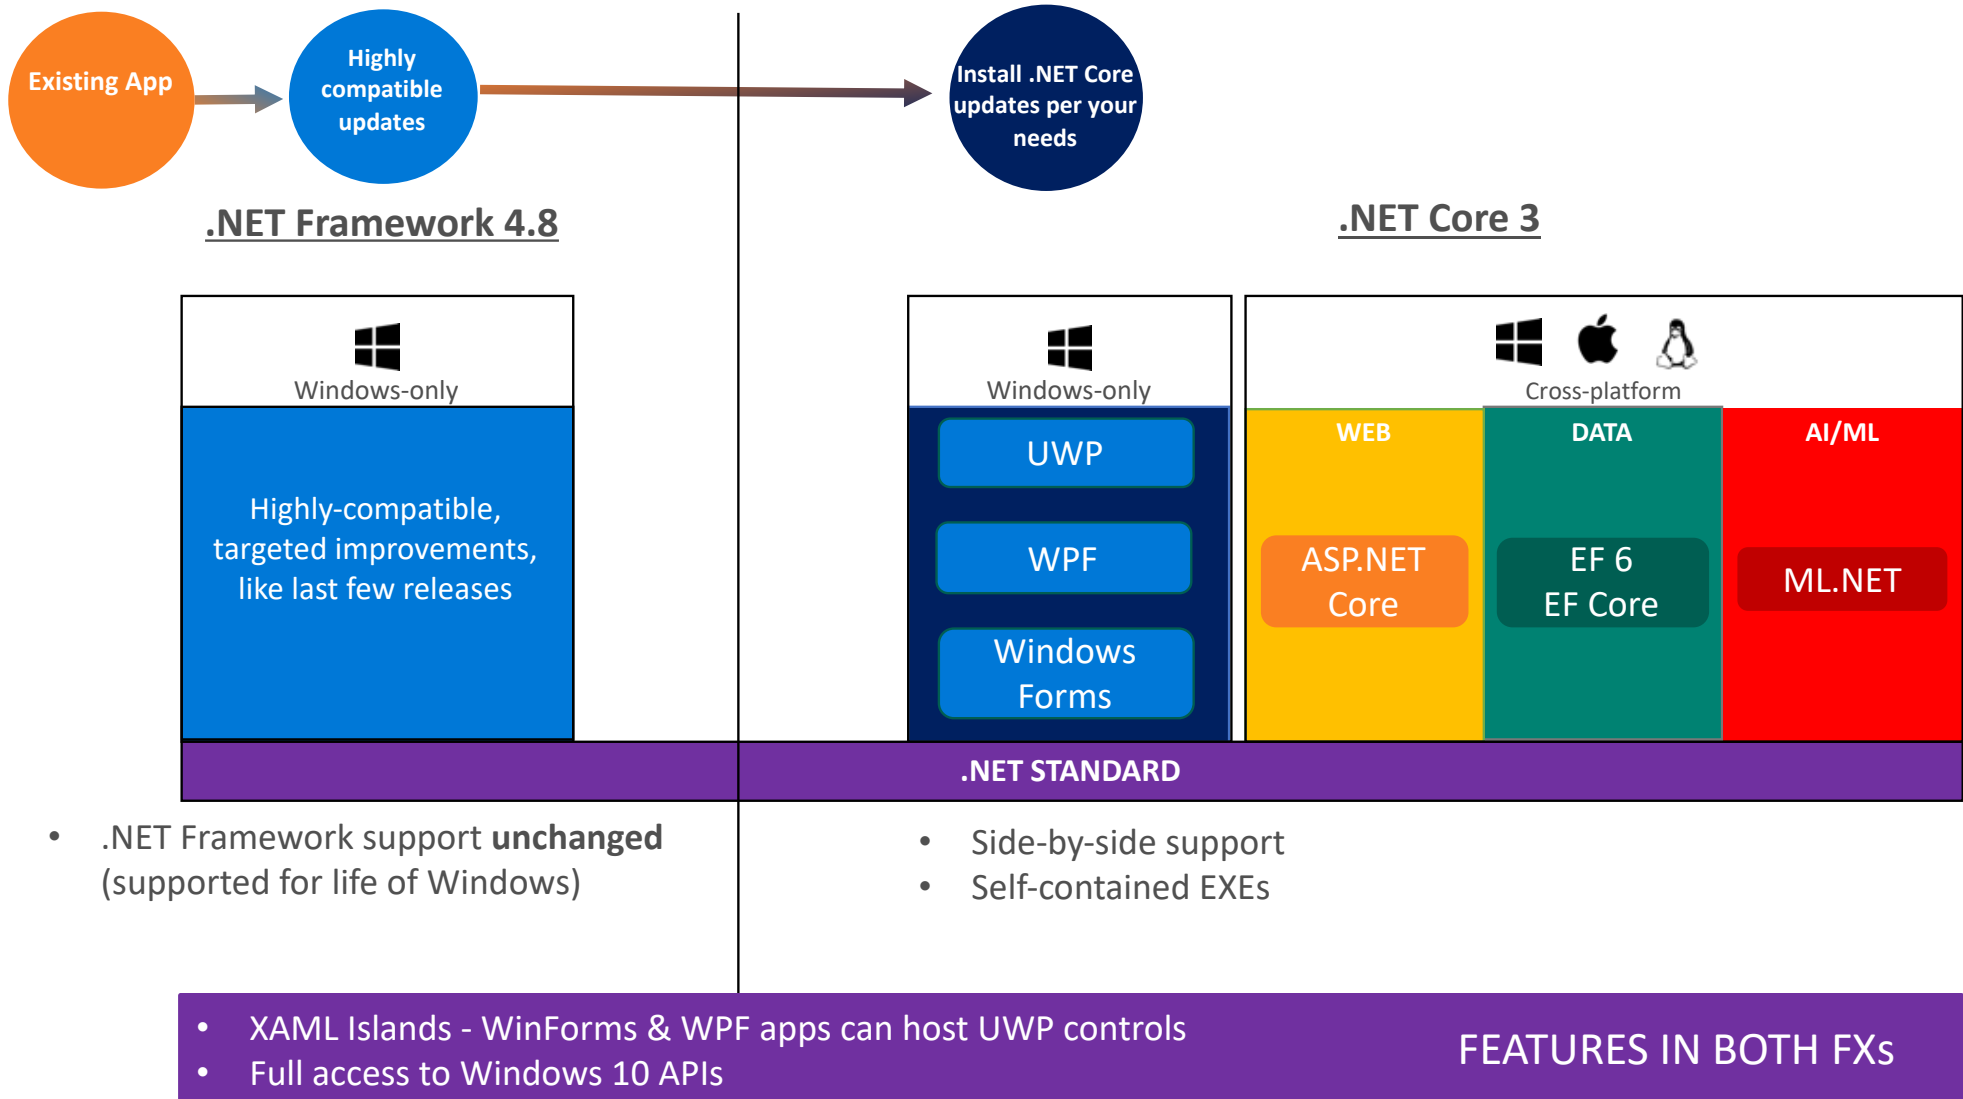 Existing App
Highly
compatible
updates
Install .NET Core
updates per your
needs
.NET Framework 4.8
.NET Core 3
Windows-only
Highly-compatible,
targeted improvements,
like last few releases
Windows-only
UWP
WPF
Windows
Forms
Cross-platform
WEB
ASP.NET
Core
DATA
EF 6
EF Core
AI/ML
ML.NET
.NET STANDARD
• .NET Framework support unchanged
(supported for life of Windows)
• Side-by-side support
• Self-contained EXEs
• XAML Islands - WinForms & WPF apps can host UWP controls
• Full access to Windows 10 APIs
FEATURES IN BOTH FXs